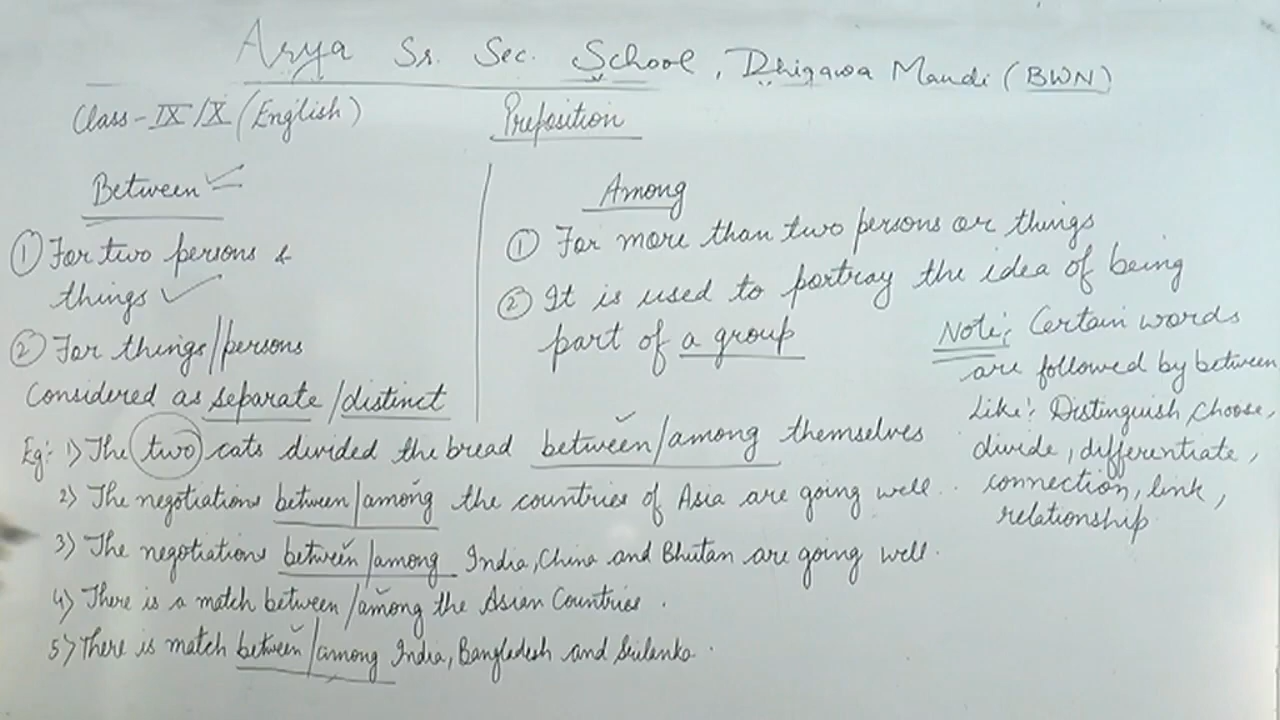 Arya Sr. Sec. School, Dhigawa Mandi (BWN)
Class - IX/X (English)
Preposition
Between
① For two persons &
things
② For things/persons
Considered as separate/distinct
Among
① For more than two persons or things
② It is used to portray the idea of being
part of a group
Note: Certain words
are followed by between
Like: Distinguish, choose,
divide, differentiate,
connection, link,
relationship.
Eg: 1) The two cats divided the bread between/among themselves
2) The negotiations between/among the countries of Asia are going well.
3) The negotiations between/among India, China and Bhutan are going well.
4) There is a match between/among the Asian Countries.
5) There is match between/among India, Bangladesh and Srilanka.